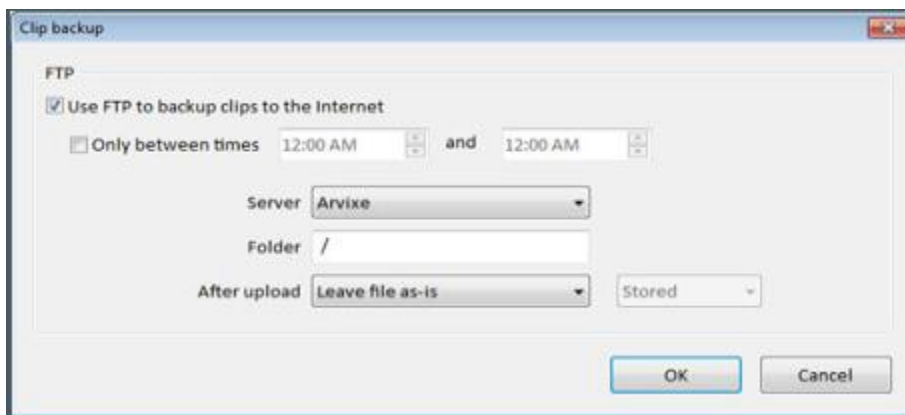 Clip backup
FTP
Use FTP to backup clips to the Internet
Only between times 12:00 AM and 12:00 AM
Server Arvixe
Folder /
After upload Leave file as-is Stored
OK Cancel